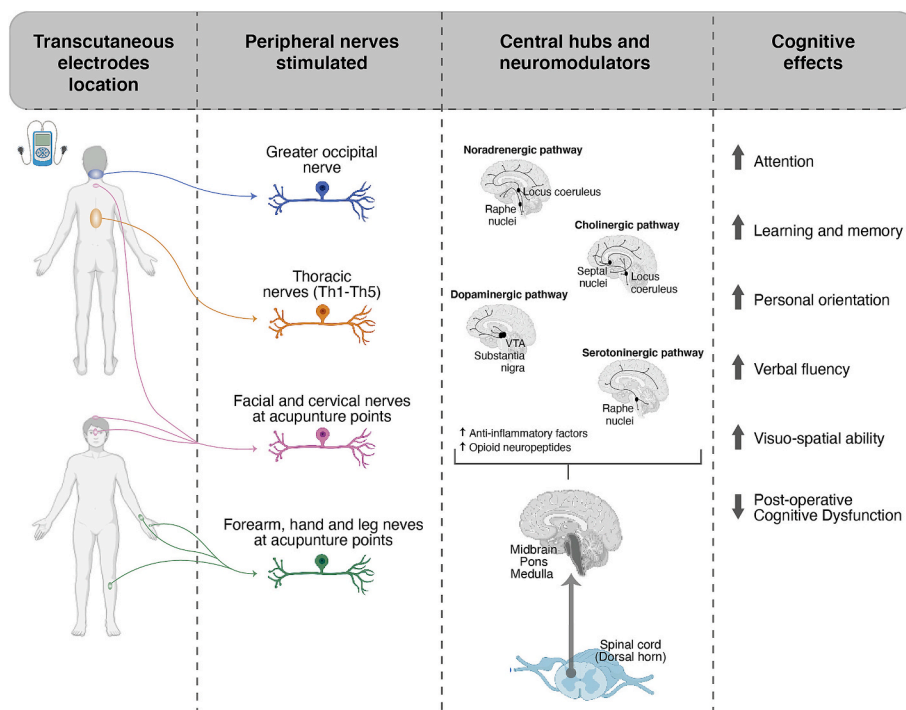 Transcutaneous
electrodes
location
Peripheral nerves
stimulated
Central hubs and
neuromodulators
Cognitive
effects
Greater occipital
nerve
Thoracic
nerves (Th1-Th5)
Facial and cervical nerves
at acupunture points
Forearm, hand and leg neves
at acupunture points
Noradrenergic pathway
Locus coeruleus
Raphe
nuclei
Cholinergic pathway
Septal
nuclei
Locus
coeruleus
Dopaminergic pathway
VTA
Substantia
nigra
Serotoninergic pathway
Raphe
nuclei
↑ Anti-inflammatory factors
↑ Opioid neuropeptides
Midbrain
Pons
Medulla
Spinal cord
(Dorsal horn)
Attention
Learning and memory
Personal orientation
Verbal fluency
Visuo-spatial ability
Post-operative
Cognitive Dysfunction